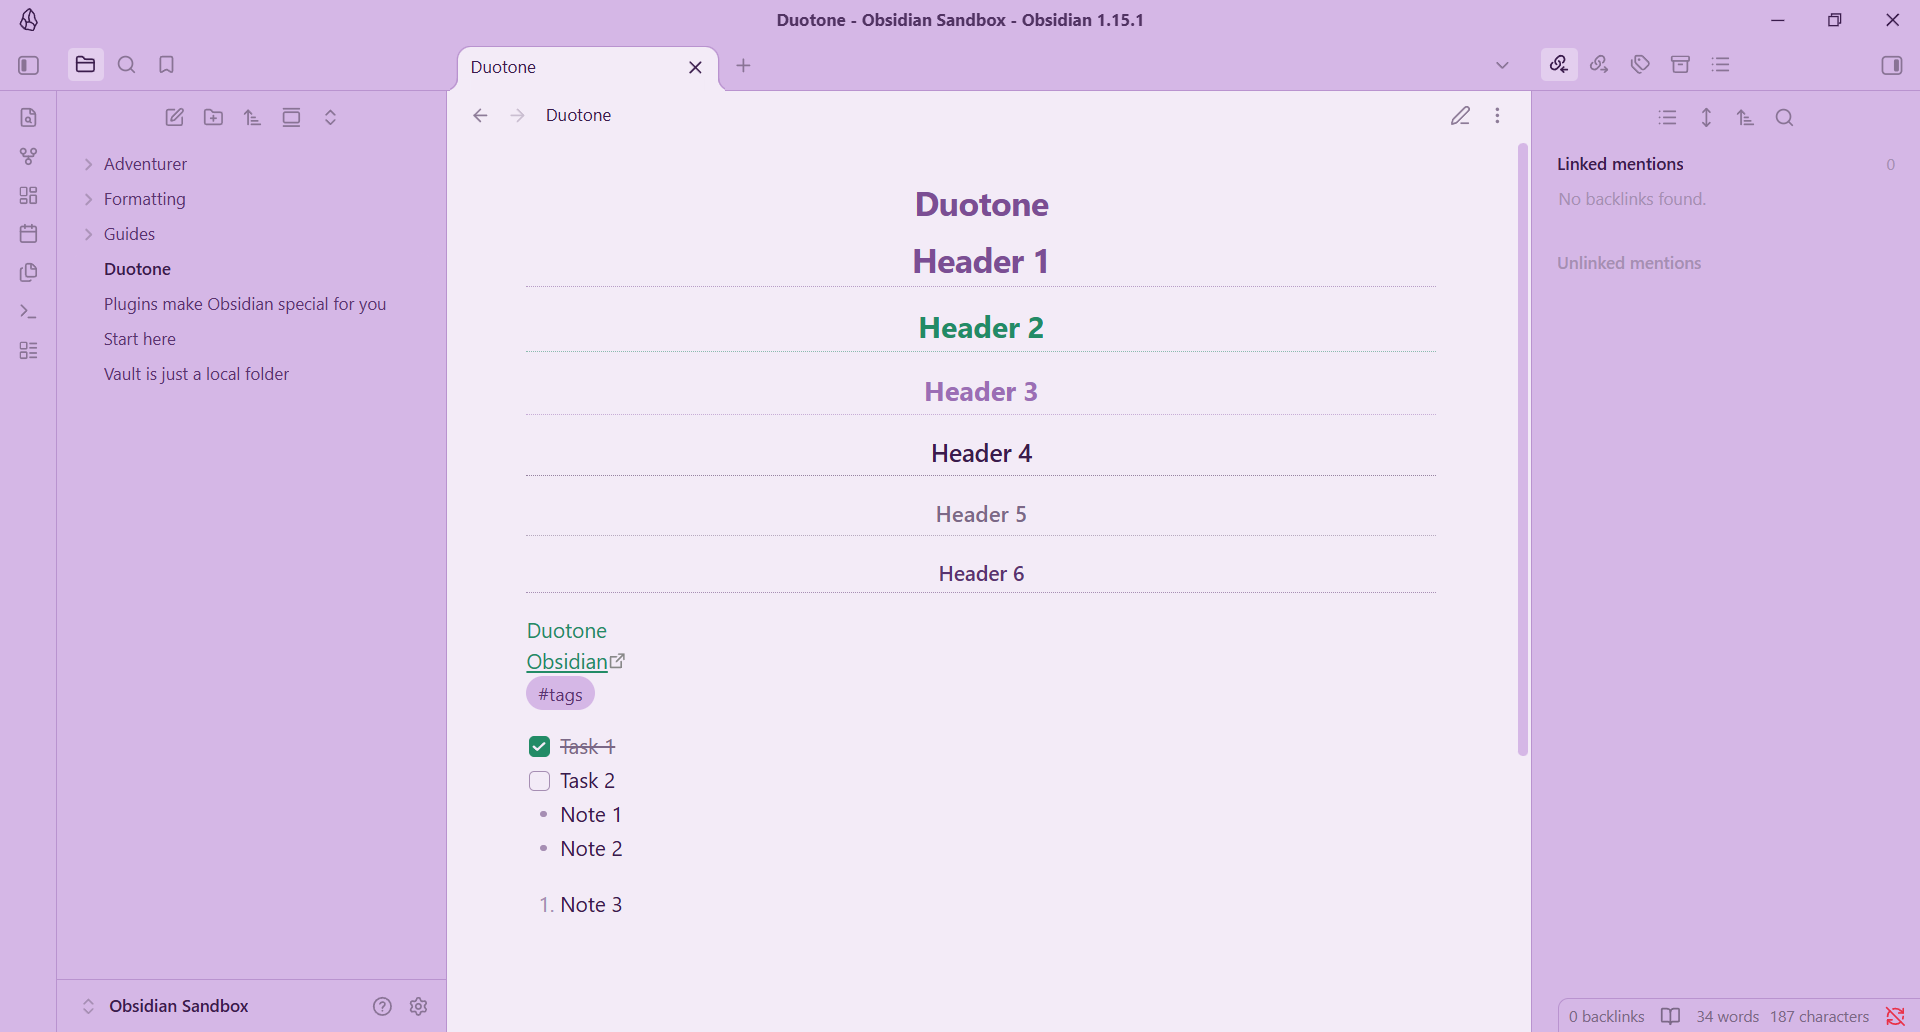 Duotone - Obsidian Sandbox - Obsidian 1.15.1
Duotone
Duotone
Adventurer
Formatting
Guides
Duotone
Plugins make Obsidian special for you
Start here
Vault is just a local folder
Obsidian Sandbox
Duotone
Header 1
Header 2
Header 3
Header 4
Header 5
Header 6
Duotone
Obsidian
#tags
Task 1
Task 2
Note 1
Note 2
1. Note 3
Linked mentions 0
No backlinks found.
Unlinked mentions
0 backlinks 34 words 187 characters